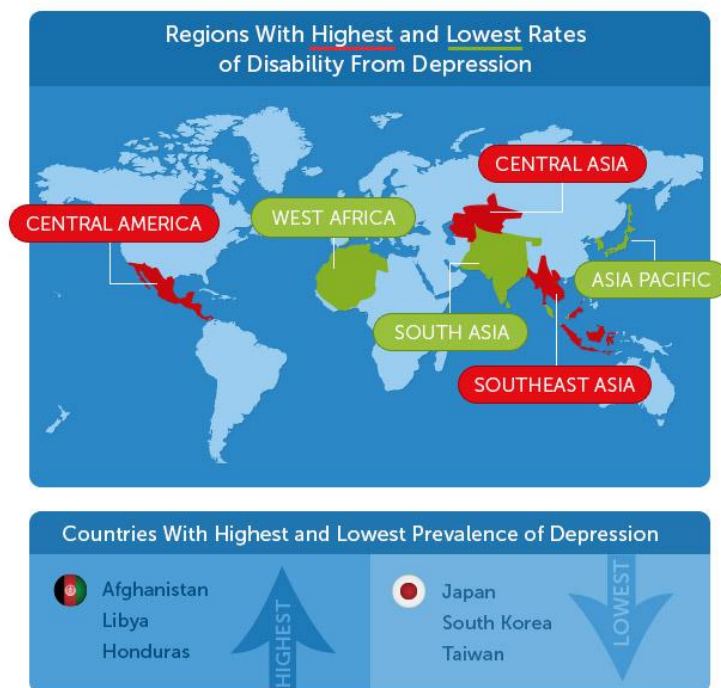 Regions With Highest and Lowest Rates
of Disability From Depression
CENTRAL ASIA
CENTRAL AMERICA
WEST AFRICA
ASIA PACIFIC
SOUTH ASIA
SOUTHEAST ASIA
Countries With Highest and Lowest Prevalence of Depression
Afghanistan
Libya
Honduras
HIGHEST
Japan
South Korea
Taiwan
LOWEST